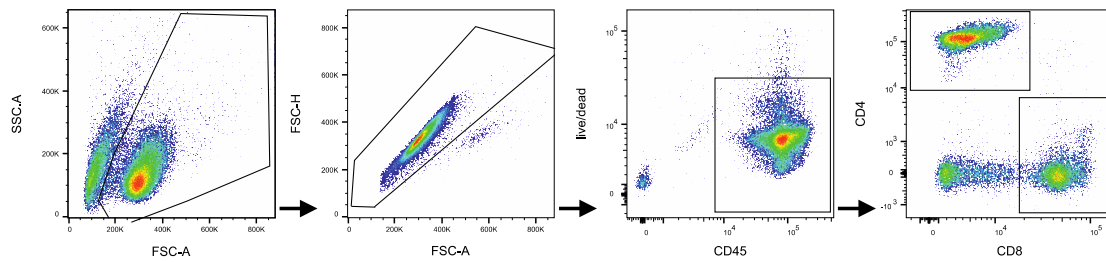 600K
400K
200K
0
SSC.A
0 200K 400K 600K 800K
FSC-A
800K
600K
400K
200K
0
FSC-H
0 200K 400K 600K 800K
FSC-A
10^5
10^4
0
live/dead
0 10^4 10^5
CD45
10^5
10^4
10^3
0
-10^3
CD4
0 10^4 10^5
CD8